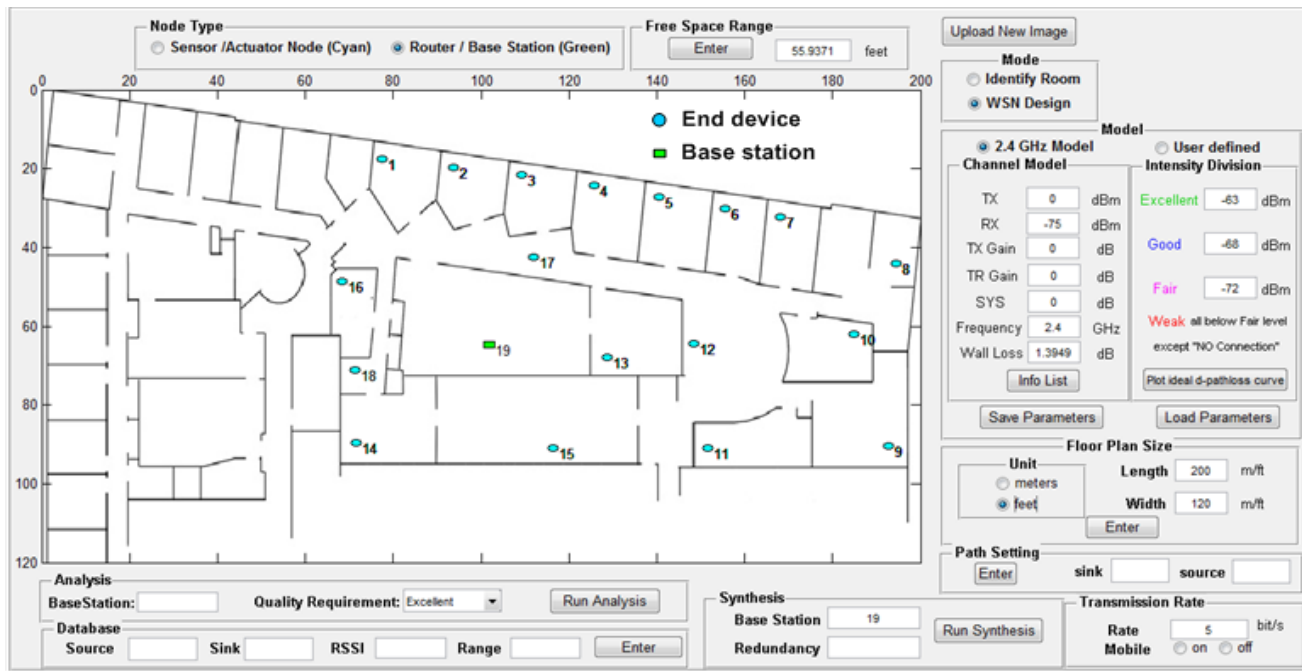 Node Type
Sensor /Actuator Node (Cyan) Router / Base Station (Green)
Free Space Range
Enter 55.9371 feet
Upload New Image
Mode
Identify Room
WSN Design
0 20 40 60 80 100 120 140 160 180 200
0
20
40
60
80
100
120
End device
Base station
1
2
3
4
5
6
7
8
17
16
10
19
13
12
18
14
15
11
9
Model
2.4 GHz Model User defined
Channel Model
TX 0 dBm
RX -75 dBm
TX Gain 0 dB
TR Gain 0 dB
SYS 0 dB
Frequency 2.4 GHz
Wall Loss 1.3949 dB
Info List
Intensity Division
Excellent -63 dBm
Good -68 dBm
Fair -72 dBm
Weak all below Fair level
except "NO Connection"
Plot ideal d-pathloss curve
Save Parameters Load Parameters
Floor Plan Size
Unit
meters
feet
Length 200 m/ft
Width 120 m/ft
Enter
Path Setting
Enter sink source
Analysis
BaseStation: Quality Requirement: Excellent Run Analysis
Database
Source Sink RSSI Range Enter
Synthesis
Base Station 19
Redundancy
Run Synthesis
Transmission Rate
Rate 5 bit/s
Mobile on off